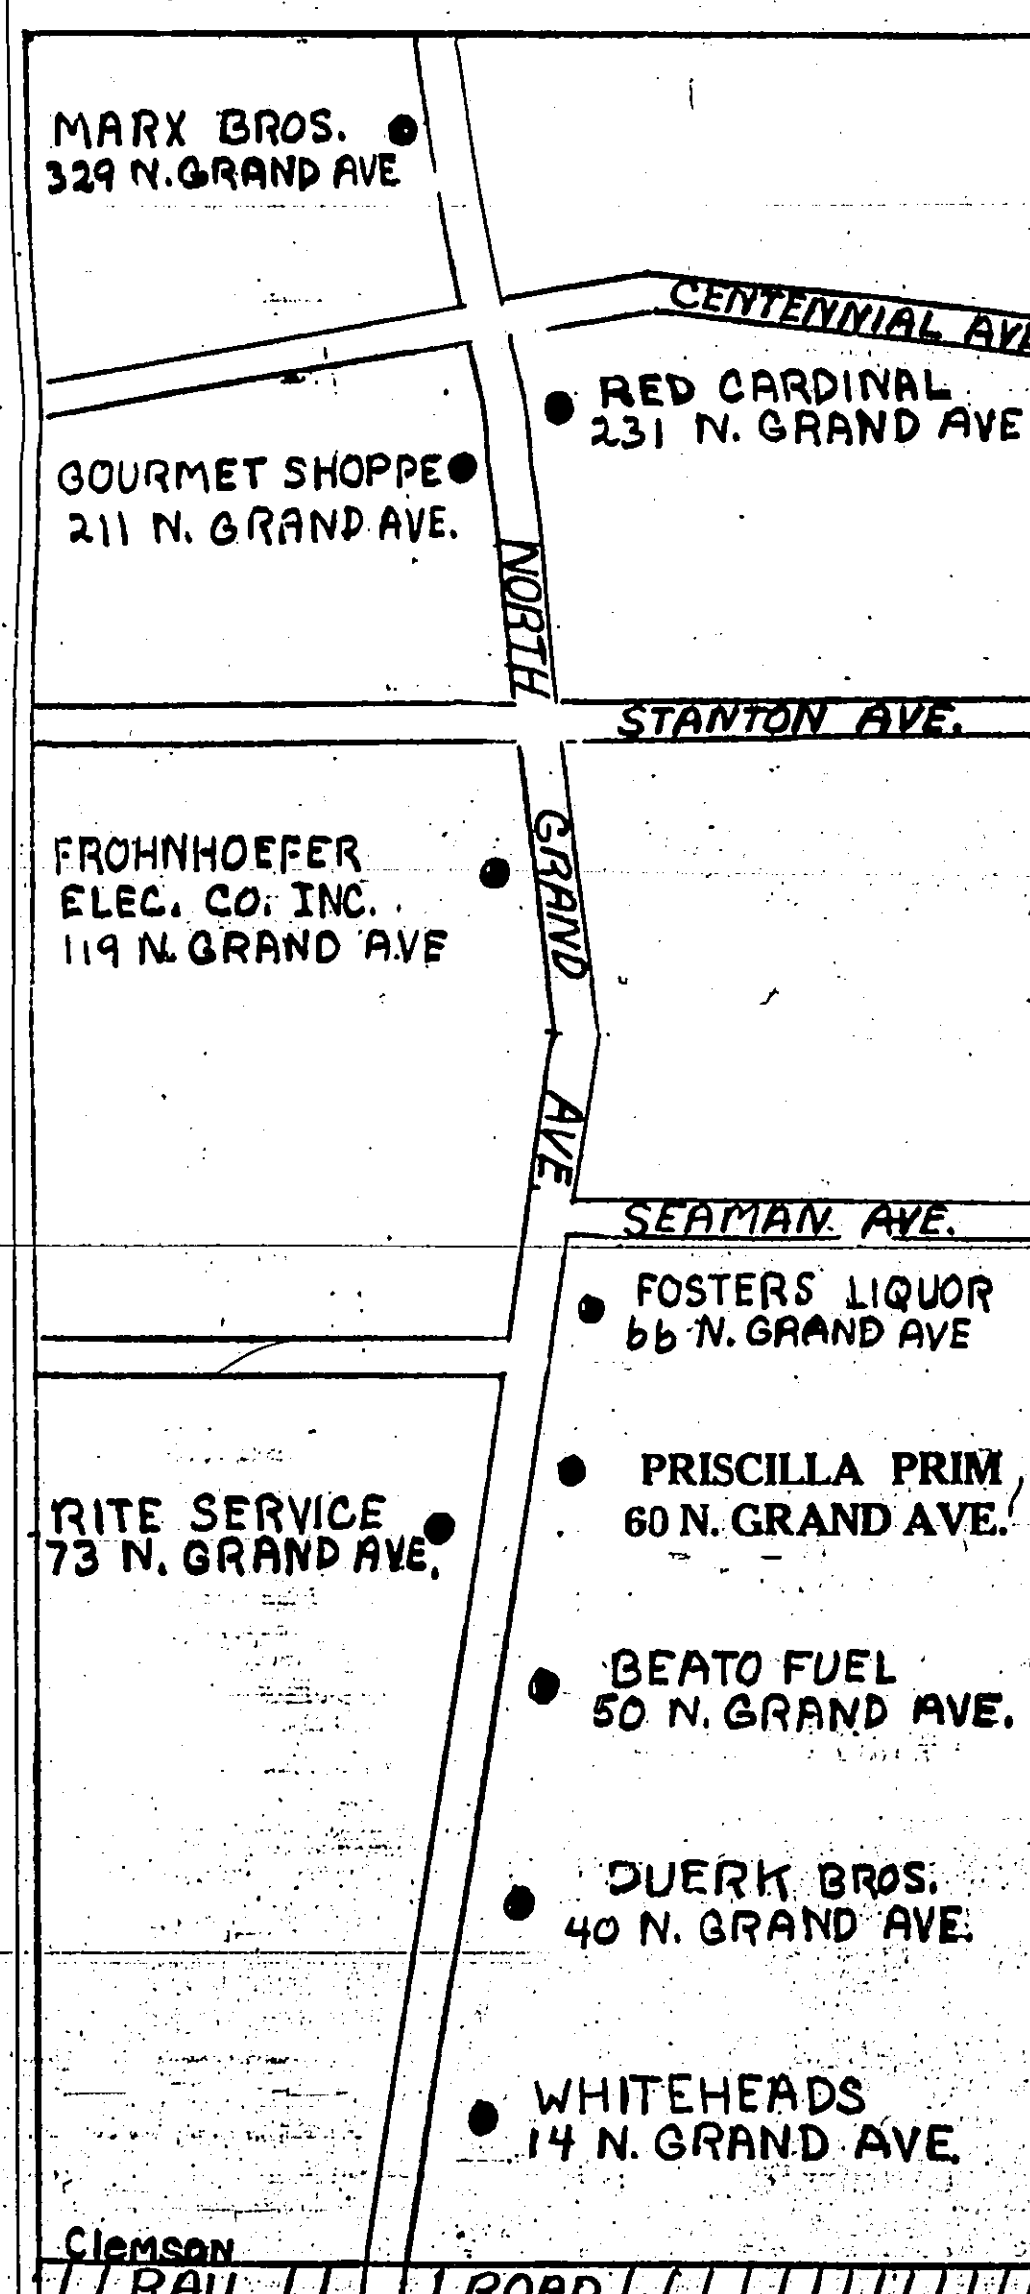 MARX BROS.
329 N. GRAND AVE
CENTENNIAL AVE
RED CARDINAL
231 N. GRAND AVE
GOURMET SHOPPE
211 N. GRAND AVE.
NORTH GRAND AVE.
STANTON AVE.
FROHNHOEFER
ELEC. CO. INC.
119 N. GRAND AVE
SEAMAN AVE.
FOSTERS LIQUOR
66 N. GRAND AVE
PRISCILLA PRIM
60 N. GRAND AVE.
RITE SERVICE
73 N. GRAND AVE.
BEATO FUEL
50 N. GRAND AVE.
DUERK BROS.
40 N. GRAND AVE.
WHITEHEADS
14 N. GRAND AVE.
Clemson
RAIL ROAD